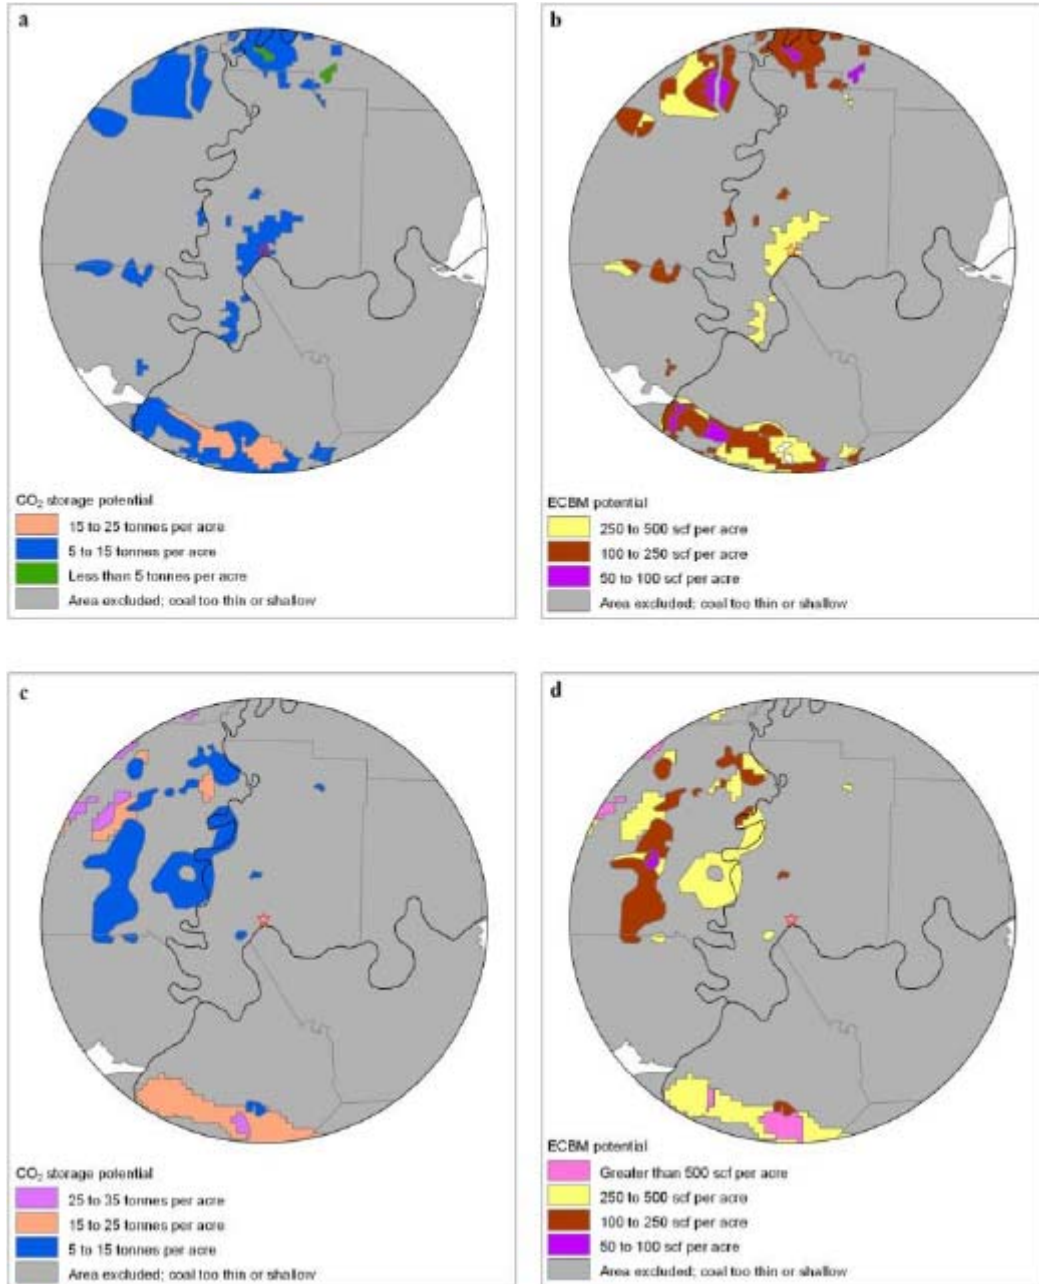 a
CO₂ storage potential
15 to 25 tonnes per acre
5 to 15 tonnes per acre
Less than 5 tonnes per acre
Area excluded; coal too thin or shallow
b
ECBM potential
250 to 500 scf per acre
100 to 250 scf per acre
50 to 100 scf per acre
Area excluded; coal too thin or shallow
c
CO₂ storage potential
25 to 35 tonnes per acre
15 to 25 tonnes per acre
5 to 15 tonnes per acre
Area excluded; coal too thin or shallow
d
ECBM potential
Greater than 500 scf per acre
250 to 500 scf per acre
100 to 250 scf per acre
50 to 100 scf per acre
Area excluded; coal too thin or shallow